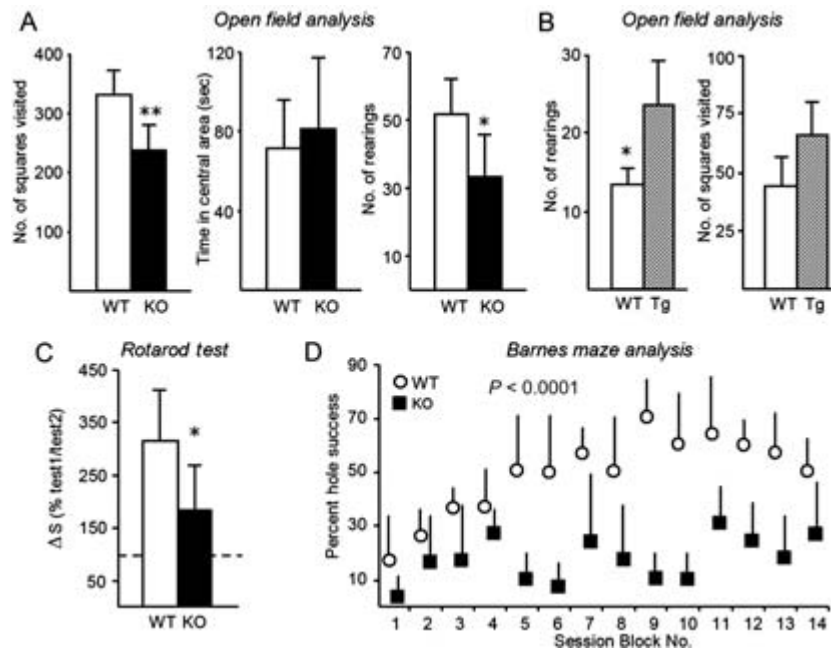 A
Open field analysis
No. of squares visited
400
300
200
100
**
WT KO
Time in central area (sec)
120
80
40
WT KO
No. of rearings
70
50
30
10
*
WT KO
B
Open field analysis
No. of rearings
30
20
10
*
WT Tg
No. of squares visited
100
75
50
25
WT Tg
C
Rotarod test
Δ S (% test1/test2)
450
350
250
150
50
*
WT KO
D
Barnes maze analysis
Percent hole success
90
70
50
30
10
WT
KO
P < 0.0001
1 2 3 4 5 6 7 8 9 10 11 12 13 14
Session Block No.